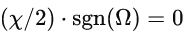 (χ/2) · sgn(Ω) = 0